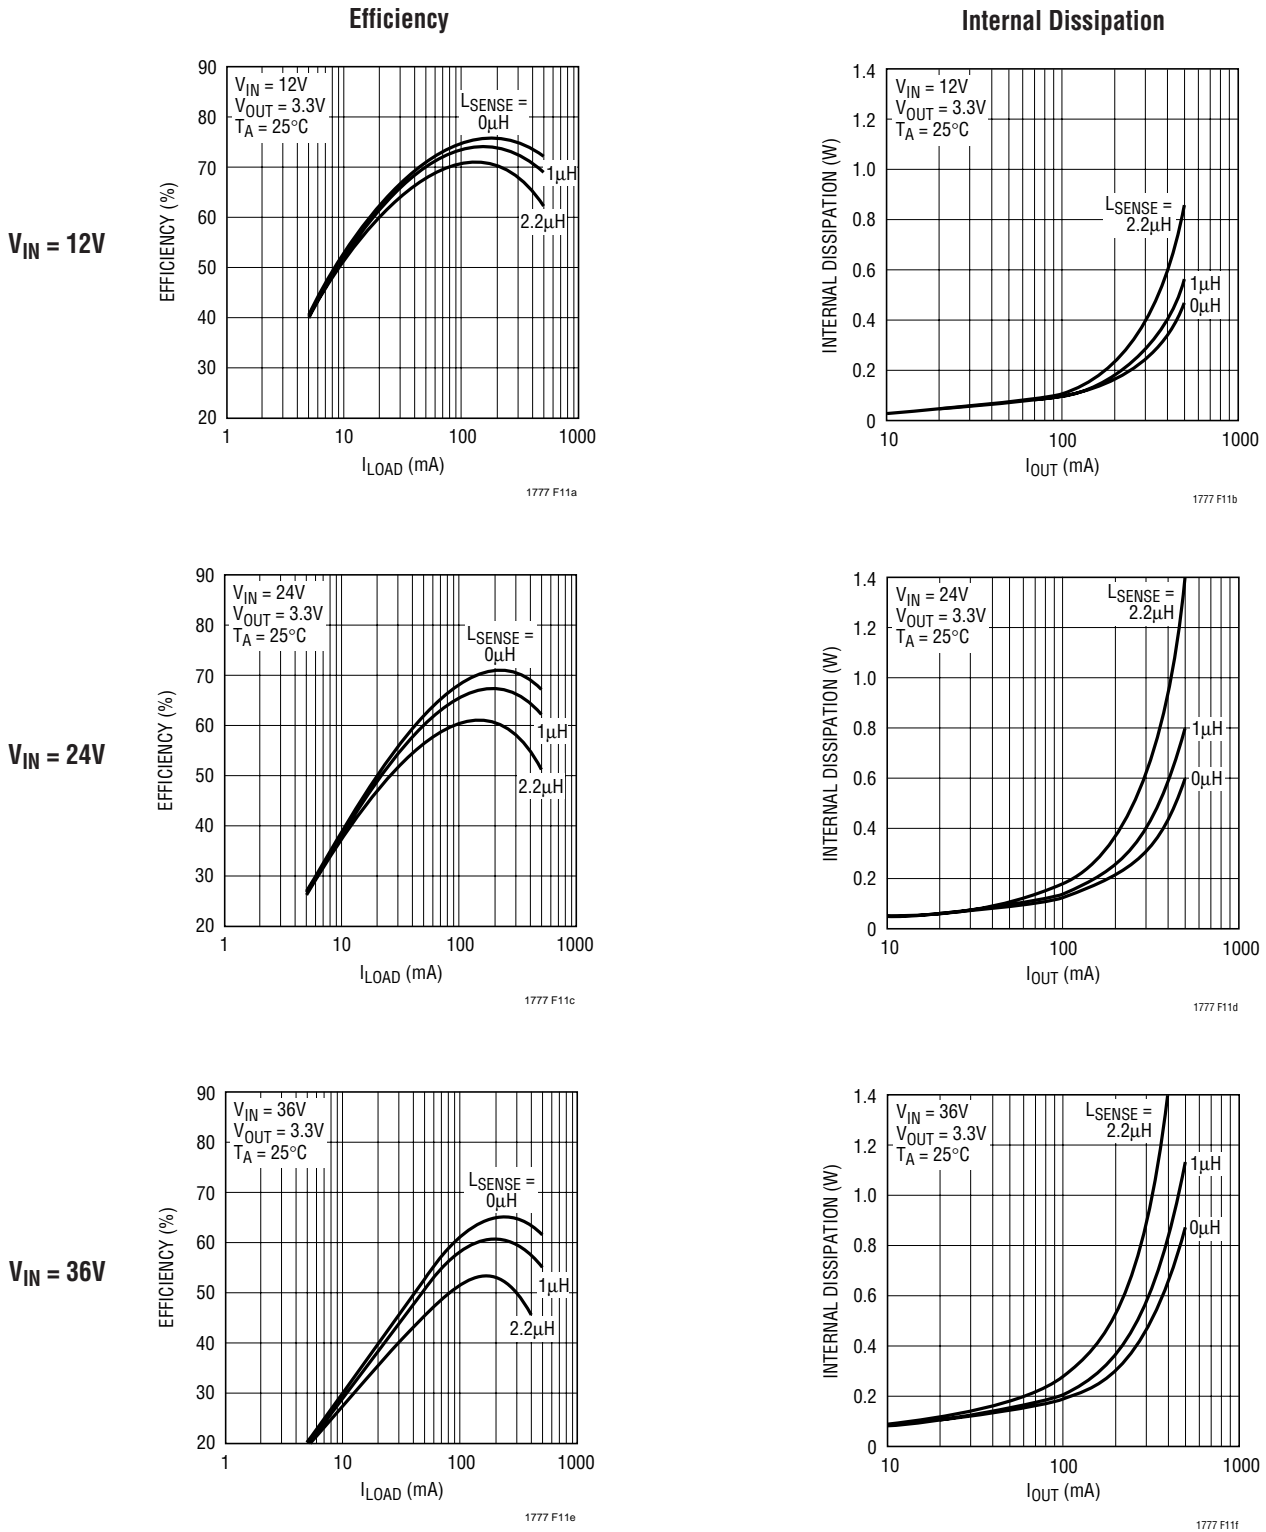 Efficiency
Internal Dissipation
VIN = 12V
EFFICIENCY (%)
90
80
70
60
50
40
30
20
VIN = 12V
VOUT = 3.3V
TA = 25°C
LSENSE =
0µH
1µH
2.2µH
1 10 100 1000
ILOAD (mA)
1777 F11a
INTERNAL DISSIPATION (W)
1.4
1.2
1.0
0.8
0.6
0.4
0.2
0
VIN = 12V
VOUT = 3.3V
TA = 25°C
LSENSE =
2.2µH
1µH
0µH
10 100 1000
IOUT (mA)
1777 F11b
VIN = 24V
EFFICIENCY (%)
90
80
70
60
50
40
30
20
VIN = 24V
VOUT = 3.3V
TA = 25°C
LSENSE =
0µH
1µH
2.2µH
1 10 100 1000
ILOAD (mA)
1777 F11c
INTERNAL DISSIPATION (W)
1.4
1.2
1.0
0.8
0.6
0.4
0.2
0
VIN = 24V
VOUT = 3.3V
TA = 25°C
LSENSE =
2.2µH
1µH
0µH
10 100 1000
IOUT (mA)
1777 F11d
VIN = 36V
EFFICIENCY (%)
90
80
70
60
50
40
30
20
VIN = 36V
VOUT = 3.3V
TA = 25°C
LSENSE =
0µH
1µH
2.2µH
1 10 100 1000
ILOAD (mA)
1777 F11e
INTERNAL DISSIPATION (W)
1.4
1.2
1.0
0.8
0.6
0.4
0.2
0
VIN = 36V
VOUT = 3.3V
TA = 25°C
LSENSE =
2.2µH
1µH
0µH
10 100 1000
IOUT (mA)
1777 F11f